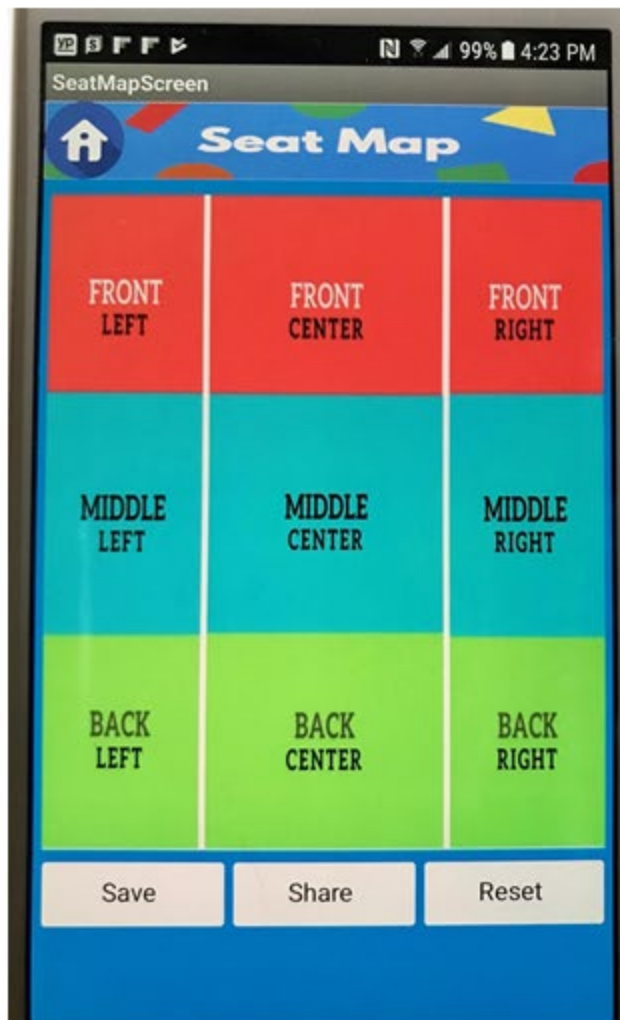 99% 4:23 PM
SeatMapScreen
Seat Map
FRONT
LEFT
FRONT
CENTER
FRONT
RIGHT
MIDDLE
LEFT
MIDDLE
CENTER
MIDDLE
RIGHT
BACK
LEFT
BACK
CENTER
BACK
RIGHT
Save
Share
Reset